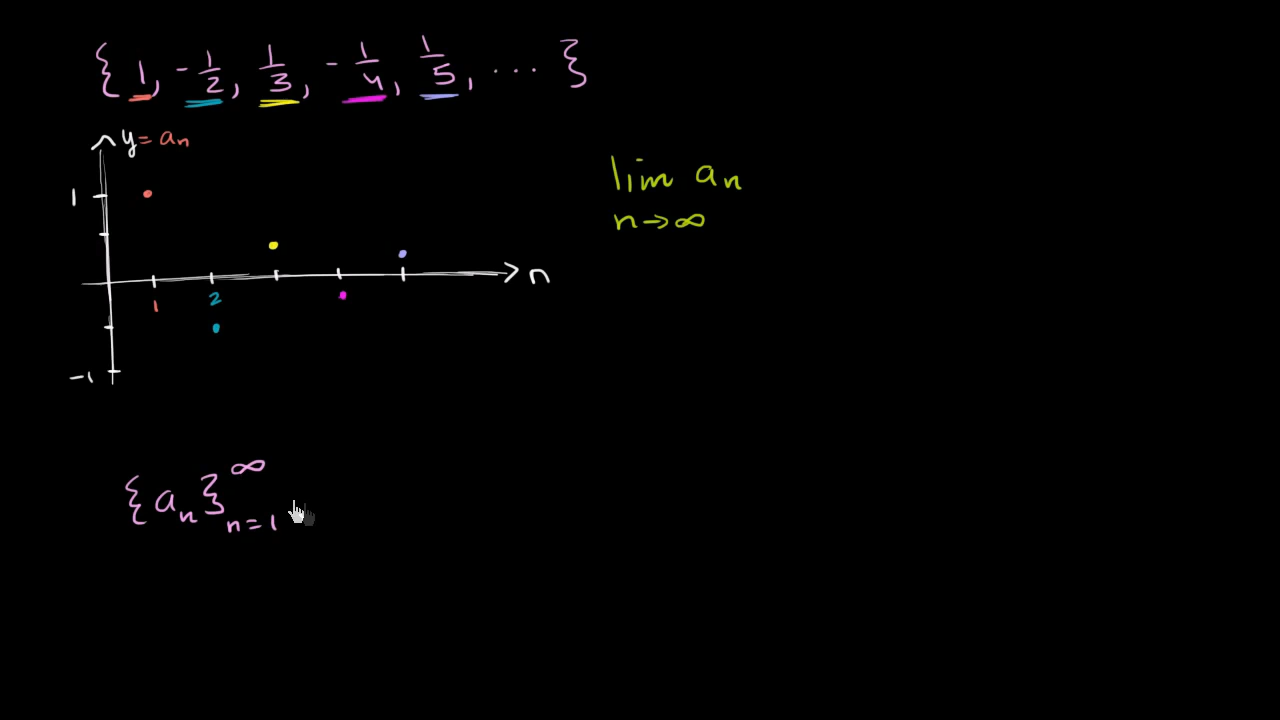 { 1, -1/2, 1/3, -1/4, 1/5, ... }
y = aₙ
1
lim aₙ
n→∞
n
1 2
-1
{aₙ}^∞_{n=1}